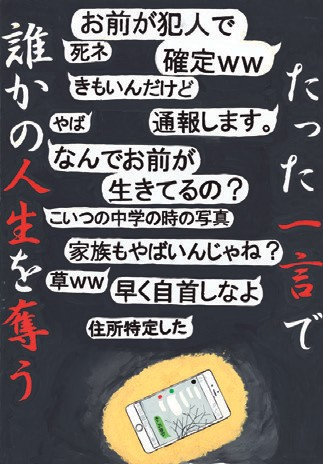 たった一言で
お前が犯人で
確定ww
死ネ
きもいんだけど
やば
通報します。
なんでお前が
生きてるの？
こいつの中学の時の写真
家族もやばいんじゃね？
草ww
早く自首しなよ
住所特定した
誰かの人生を奪う